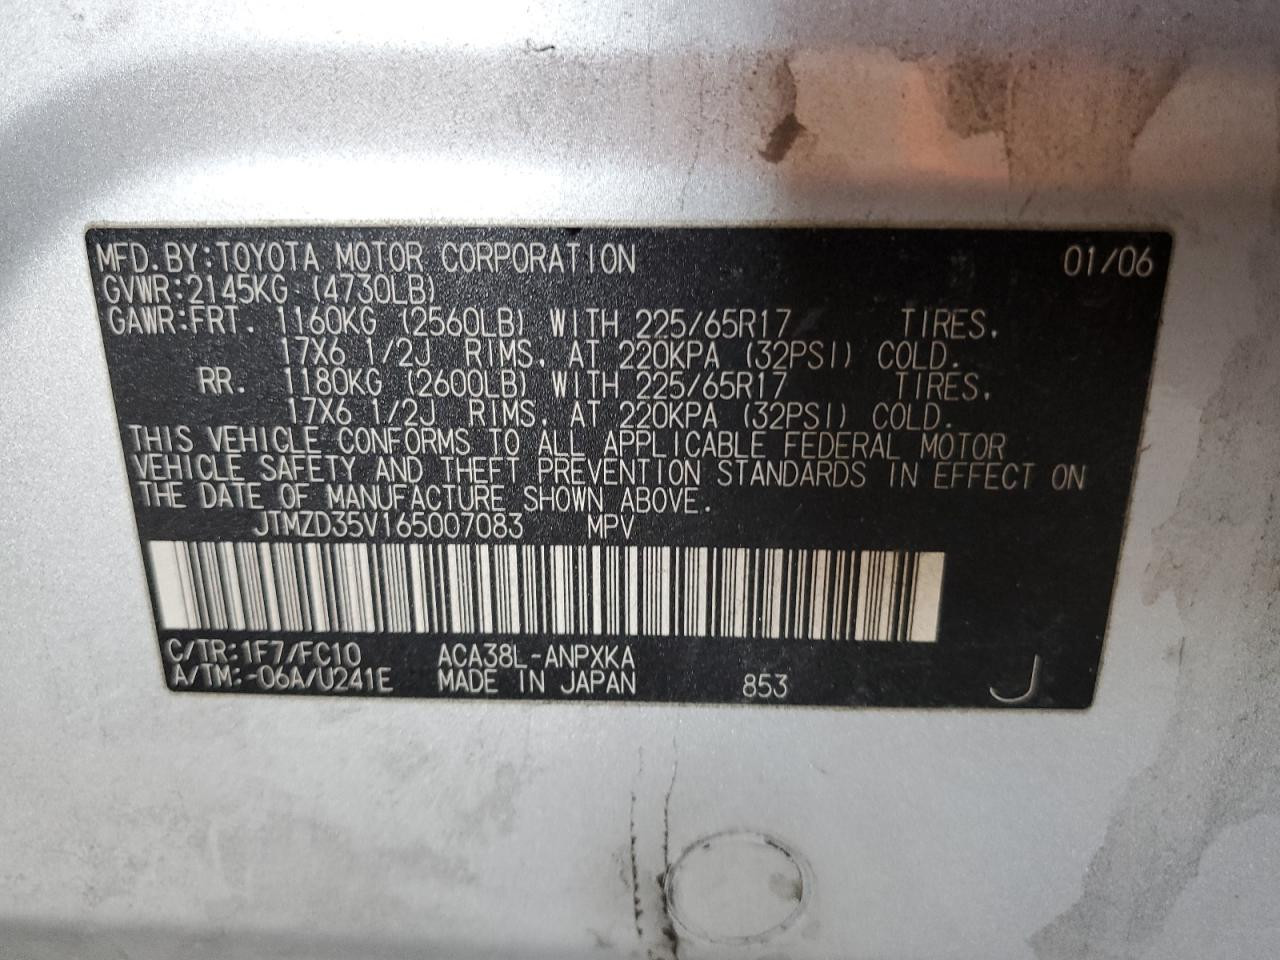 MFD. BY: TOYOTA MOTOR CORPORATION 01/06
GVWR: 2145KG (4730LB)
GAWR: FRT. 1160KG (2560LB) WITH 225/65R17 TIRES,
17X6 1/2J RIMS, AT 220KPA (32PSI) COLD.
RR. 1180KG (2600LB) WITH 225/65R17 TIRES,
17X6 1/2J RIMS, AT 220KPA (32PSI) COLD.
THIS VEHICLE CONFORMS TO ALL APPLICABLE FEDERAL MOTOR
VEHICLE SAFETY AND THEFT PREVENTION STANDARDS IN EFFECT ON
THE DATE OF MANUFACTURE SHOWN ABOVE.
JTMZD35V165007083 MPV
C/TR: 1F7/FC10 ACA38L-ANPXKA
A/TM: -06A/U241E MADE IN JAPAN 853 J